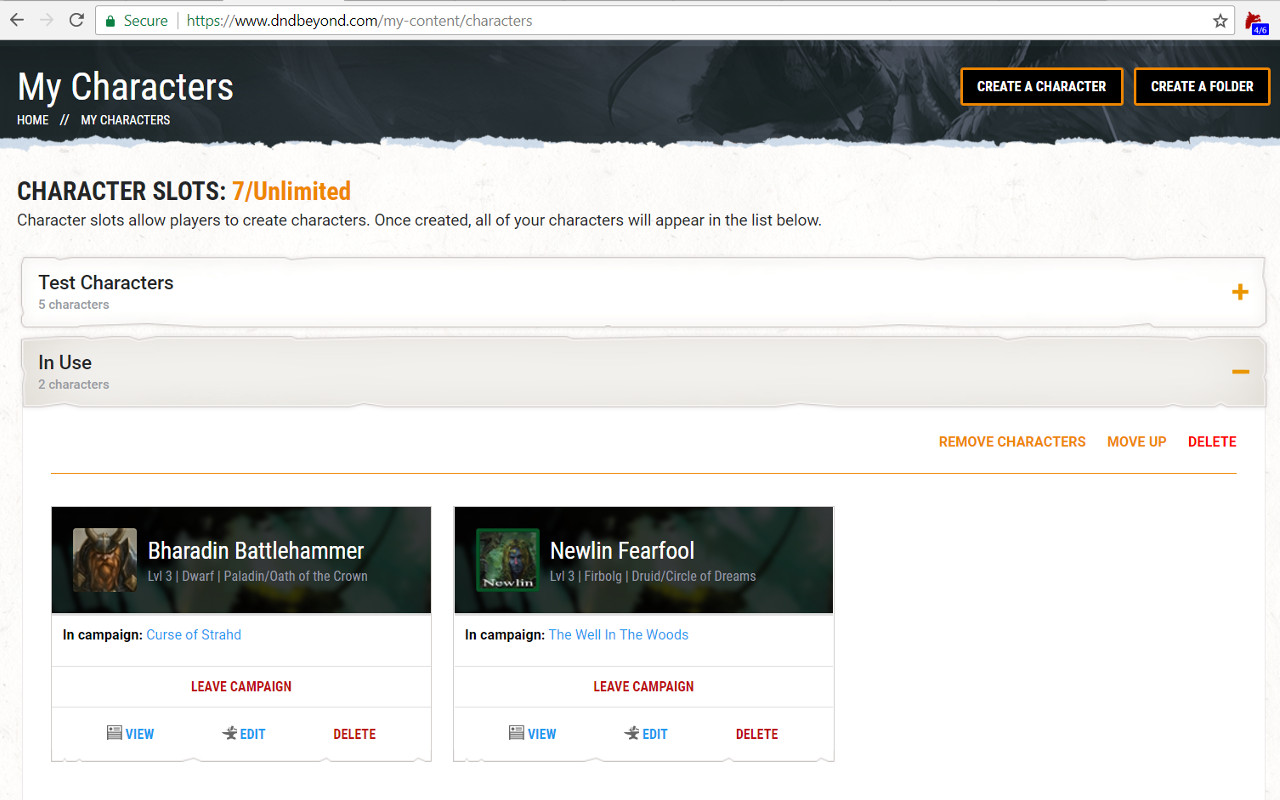 Secure https://www.dndbeyond.com/my-content/characters
4/6
My Characters
CREATE A CHARACTER CREATE A FOLDER
HOME // MY CHARACTERS
CHARACTER SLOTS: 7/Unlimited
Character slots allow players to create characters. Once created, all of your characters will appear in the list below.
Test Characters
5 characters
In Use
2 characters
REMOVE CHARACTERS MOVE UP DELETE
Bharadin Battlehammer
Lvl 3 | Dwarf | Paladin/Oath of the Crown
In campaign: Curse of Strahd
LEAVE CAMPAIGN
VIEW EDIT DELETE
Newlin
Newlin Fearfool
Lvl 3 | Firbolg | Druid/Circle of Dreams
In campaign: The Well In The Woods
LEAVE CAMPAIGN
VIEW EDIT DELETE